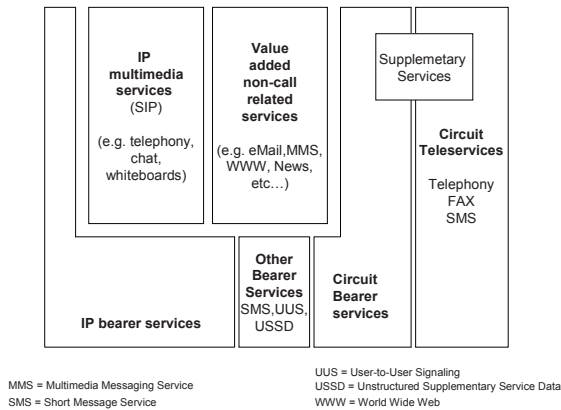 IP
multimedia
services
(SIP)
(e.g. telephony,
chat,
whiteboards)
Value
added
non-call
related
services
(e.g. eMail,MMS,
WWW, News,
etc…)
Supplemetary
Services
Circuit
Teleservices
Telephony
FAX
SMS
IP bearer services
Other
Bearer
Services
SMS,UUS,
USSD
Circuit
Bearer
services
MMS = Multimedia Messaging Service
SMS = Short Message Service
UUS = User-to-User Signaling
USSD = Unstructured Supplementary Service Data
WWW = World Wide Web